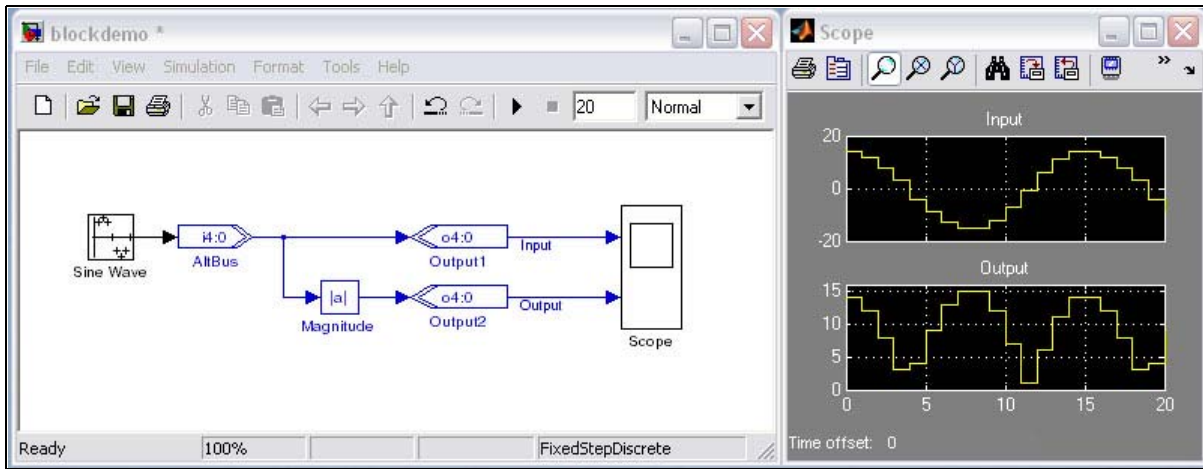 blockdemo *
File Edit View Simulation Format Tools Help
20 Normal
Sine Wave
i4:0
AltBus
|a|
Magnitude
o4:0
Output1
o4:0
Output2
Input
Output
Scope
Ready 100% FixedStepDiscrete
Scope
Input
20
0
-20
Output
15
10
5
0
0 5 10 15 20
Time offset: 0